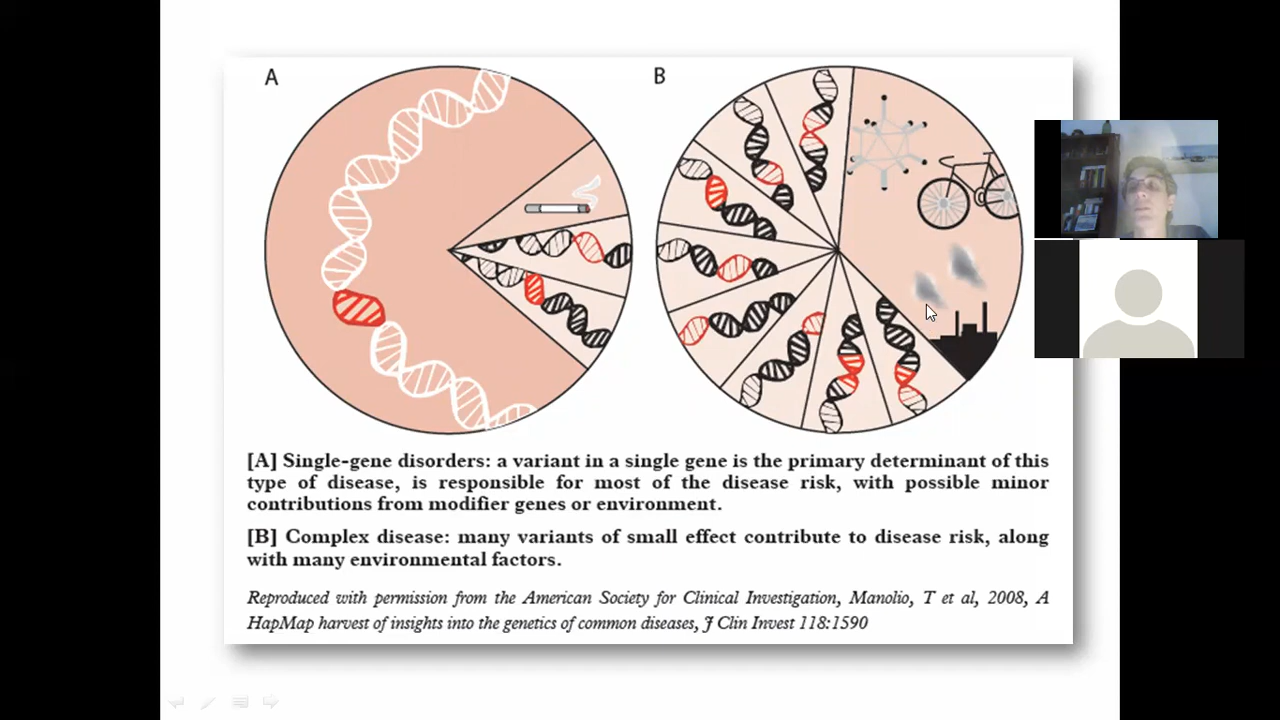 A
B
[A] Single-gene disorders: a variant in a single gene is the primary determinant of this
type of disease, is responsible for most of the disease risk, with possible minor
contributions from modifier genes or environment.
[B] Complex disease: many variants of small effect contribute to disease risk, along
with many environmental factors.
Reproduced with permission from the American Society for Clinical Investigation, Manolio, T et al, 2008, A
HapMap harvest of insights into the genetics of common diseases, J Clin Invest 118:1590